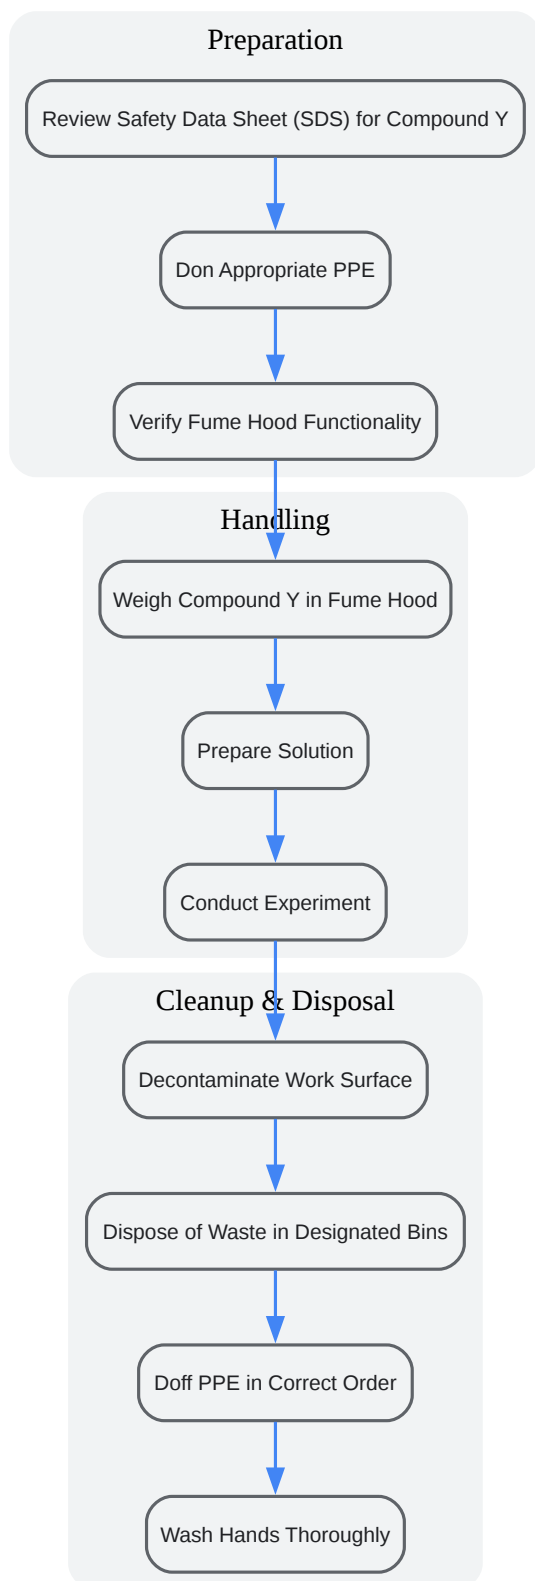 Preparation
Review Safety Data Sheet (SDS) for Compound Y
Don Appropriate PPE
Verify Fume Hood Functionality
Handling
Weigh Compound Y in Fume Hood
Prepare Solution
Conduct Experiment
Cleanup & Disposal
Decontaminate Work Surface
Dispose of Waste in Designated Bins
Doff PPE in Correct Order
Wash Hands Thoroughly